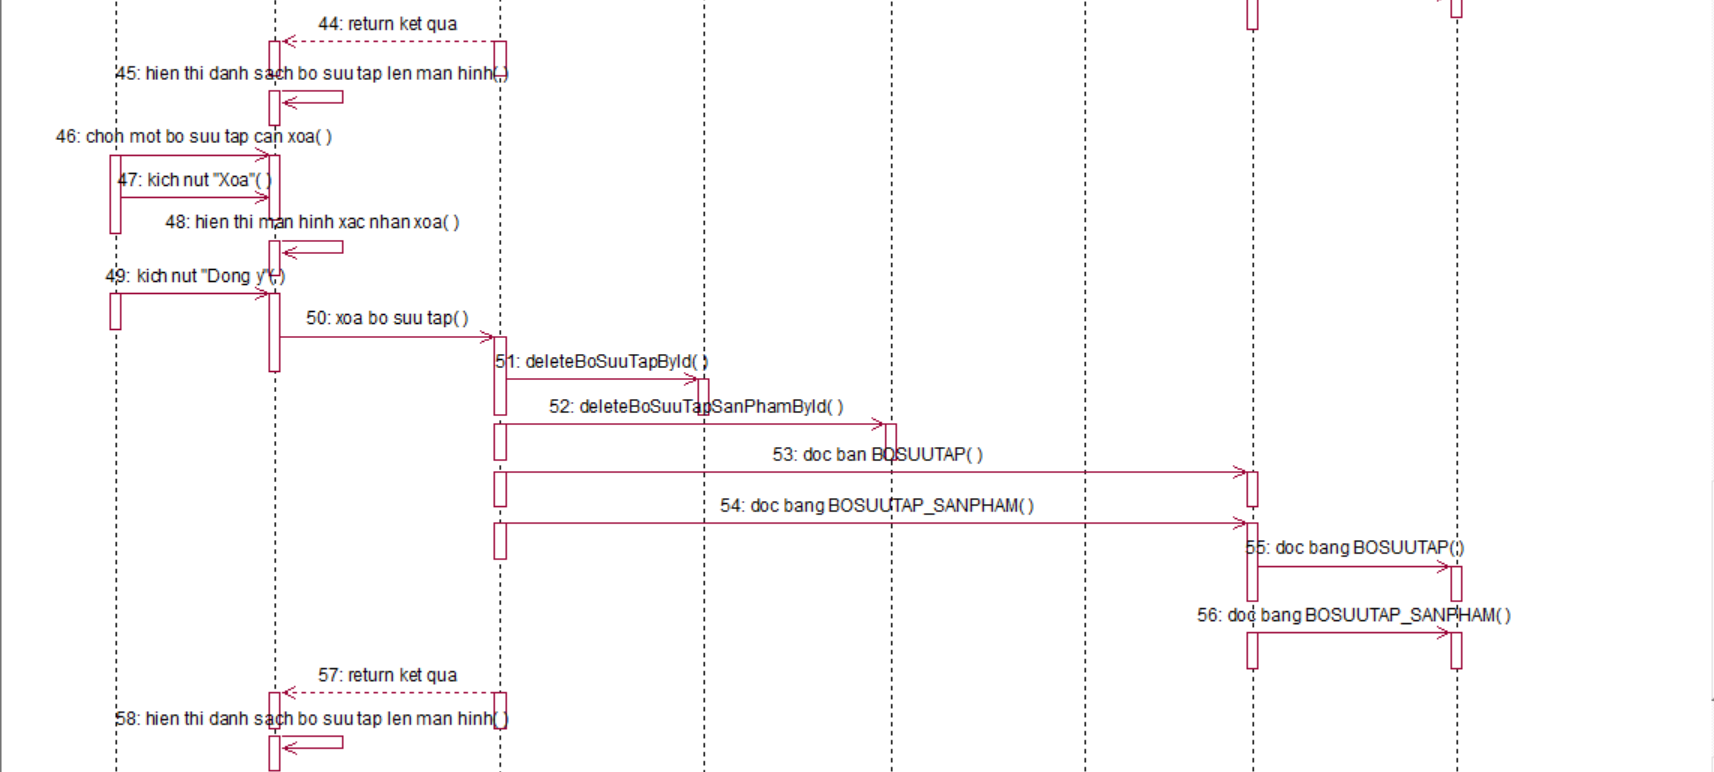 44: return ket qua
45: hien thi danh sach bo suu tap len man hinh( )
46: chon mot bo suu tap can xoa( )
47: kich nut "Xoa"( )
48: hien thi man hinh xac nhan xoa( )
49: kich nut "Dong y"( )
50: xoa bo suu tap( )
51: deleteBoSuuTapById( )
52: deleteBoSuuTapSanPhamById( )
53: doc ban BOSUUTAP( )
54: doc bang BOSUUTAP_SANPHAM( )
55: doc bang BOSUUTAP( )
56: doc bang BOSUUTAP_SANPHAM( )
57: return ket qua
58: hien thi danh sach bo suu tap len man hinh( )